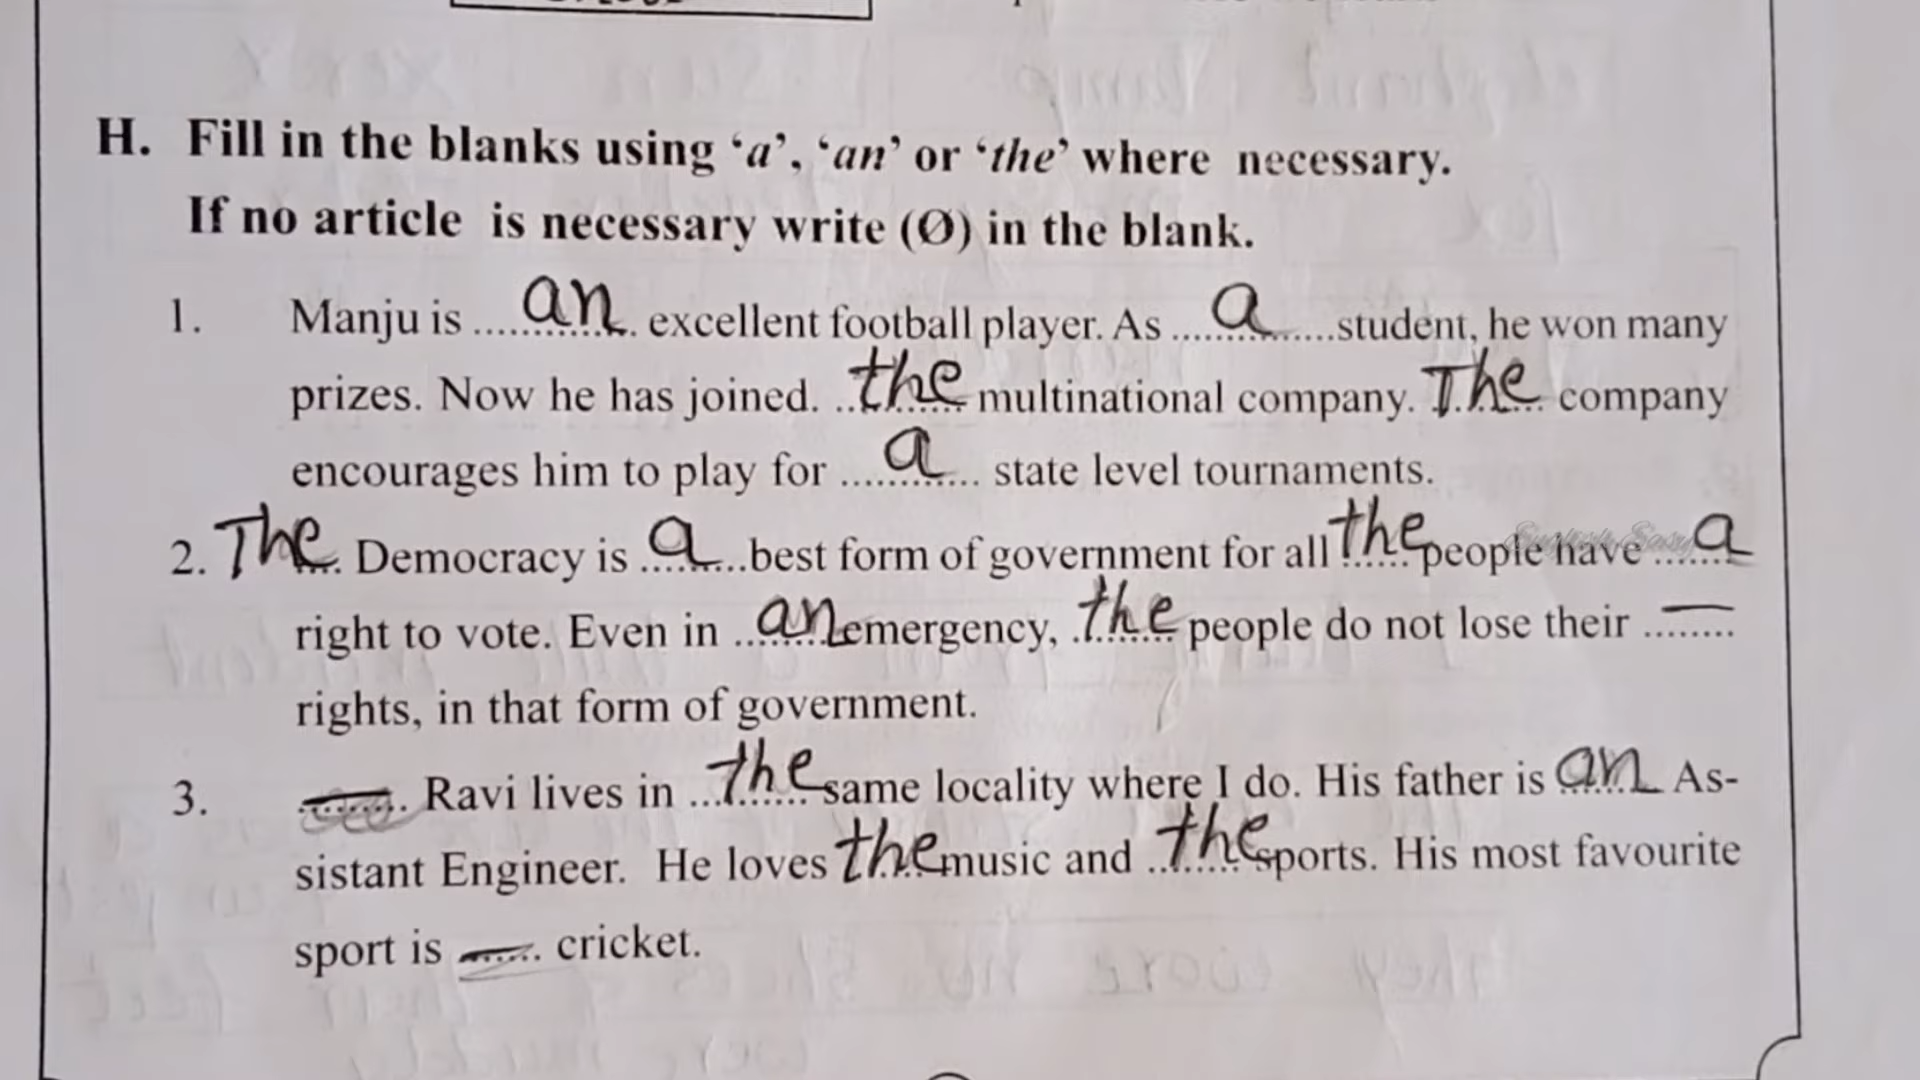 H. Fill in the blanks using ‘a’, ‘an’ or ‘the’ where necessary.
If no article is necessary write (Ø) in the blank.
1. Manju is an excellent football player. As a student, he won many
prizes. Now he has joined. the multinational company. The company
encourages him to play for a state level tournaments.
2. The Democracy is a best form of government for all the people have a
right to vote. Even in an emergency, the people do not lose their —
rights, in that form of government.
3. — Ravi lives in the same locality where I do. His father is an As-
sistant Engineer. He loves the music and the sports. His most favourite
sport is — cricket.